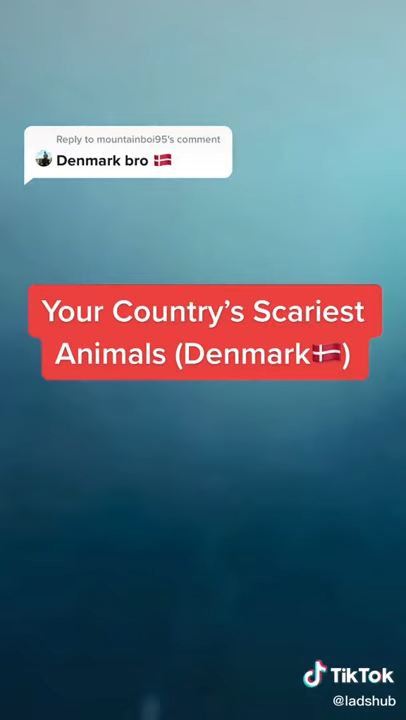 Reply to mountainboi95's comment
Denmark bro 🇩🇰
Your Country's Scariest
Animals (Denmark🇩🇰)
TikTok
@ladshub